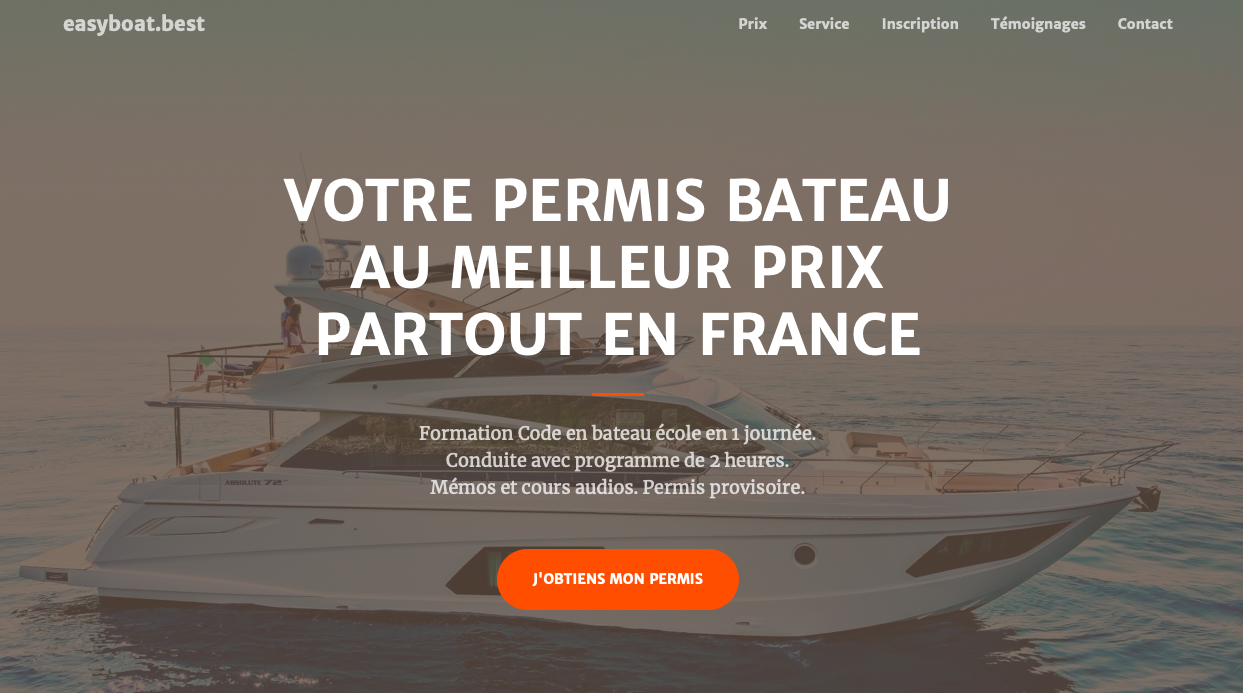 easyboat.best
Prix Service Inscription Témoignages Contact
VOTRE PERMIS BATEAU
AU MEILLEUR PRIX
PARTOUT EN FRANCE
Formation Code en bateau école en 1 journée.
Conduite avec programme de 2 heures.
Mémos et cours audios. Permis provisoire.
ABSOLUTE 72
J'OBTIENS MON PERMIS